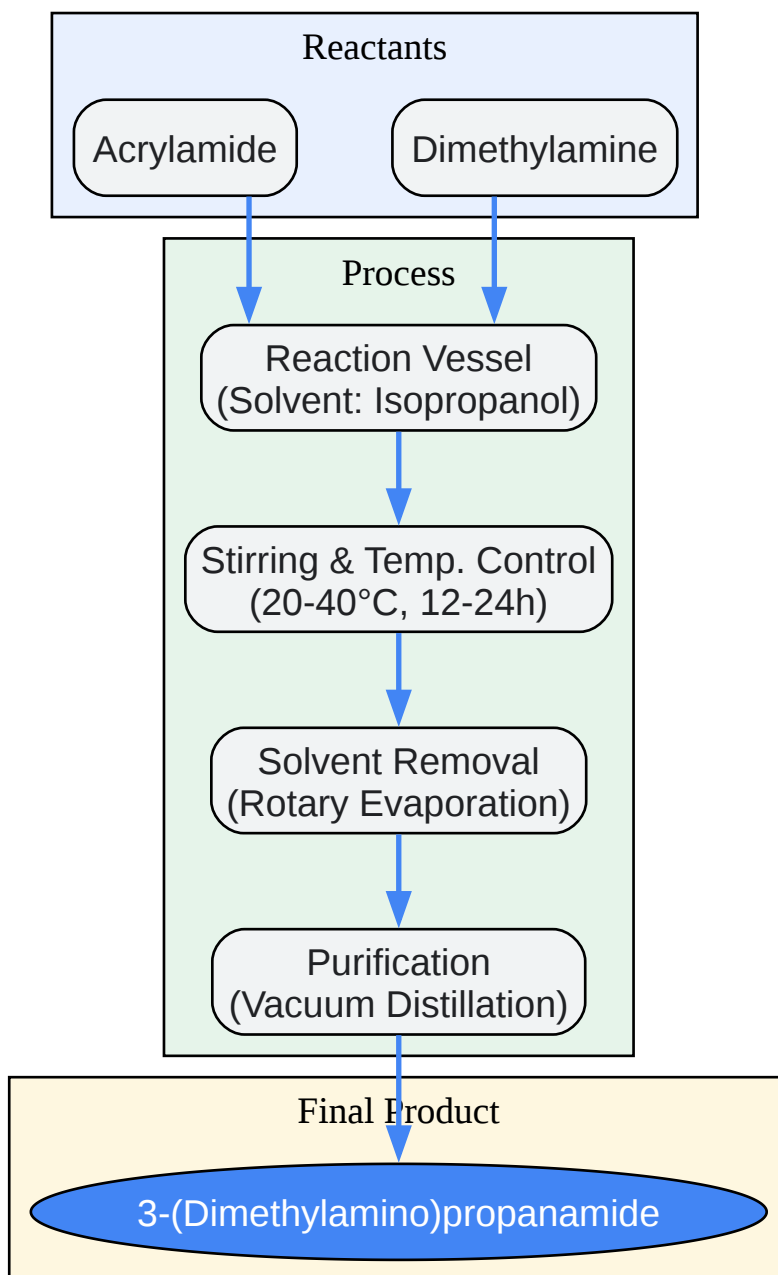 Reactants
Acrylamide
Dimethylamine
Process
Reaction Vessel
(Solvent: Isopropanol)
Stirring & Temp. Control
(20-40°C, 12-24h)
Solvent Removal
(Rotary Evaporation)
Purification
(Vacuum Distillation)
Final Product
3-(Dimethylamino)propanamide